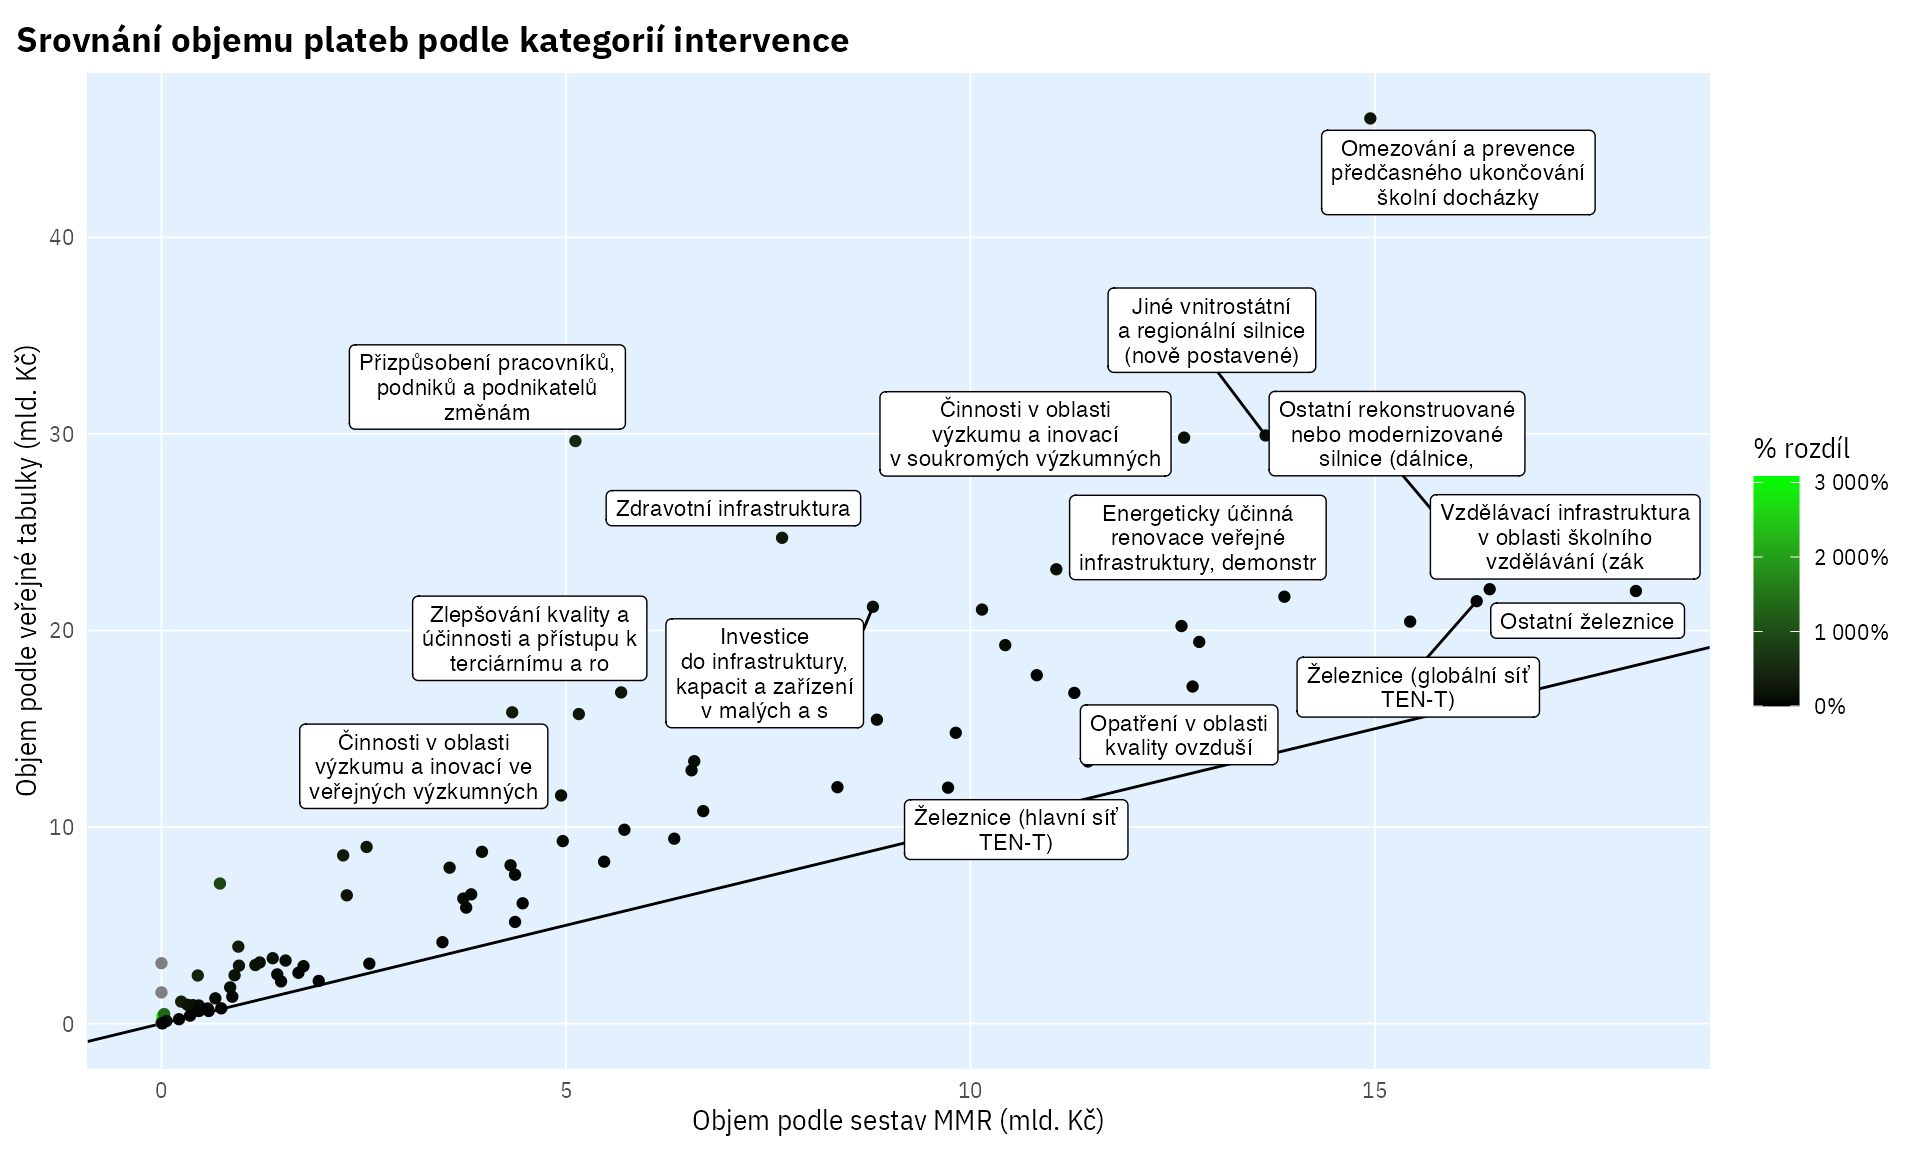 Srovnání objemu plateb podle kategorií intervence
Objem podle veřejné tabulky (mld. Kč)
40
30
20
10
0
Omezování a prevence
předčasného ukončování
školní docházky
Jiné vnitrostátní
a regionální silnice
(nově postavené)
Přizpůsobení pracovníků,
podniků a podnikatelů
změnám
Činnosti v oblasti
výzkumu a inovací
v soukromých výzkumných
Ostatní rekonstruované
nebo modernizované
silnice (dálnice,
Zdravotní infrastruktura
Energeticky účinná
renovace veřejné
infrastruktury, demonstr
Vzdělávací infrastruktura
v oblasti školního
vzdělávání (zák
Zlepšování kvality a
účinnosti a přístupu k
terciárnímu a ro
Investice
do infrastruktury,
kapacit a zařízení
v malých a s
Ostatní železnice
Železnice (globální síť
TEN-T)
Opatření v oblasti
kvality ovzduší
Činnosti v oblasti
výzkumu a inovací ve
veřejných výzkumných
Železnice (hlavní síť
TEN-T)
0
5
10
15
Objem podle sestav MMR (mld. Kč)
% rozdíl
3 000%
2 000%
1 000%
0%